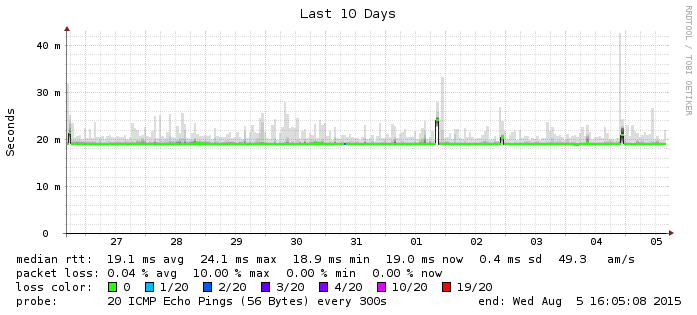 Last 10 Days
RRDTOOL / TOBI OETIKER
Seconds
40 m
30 m
20 m
10 m
0
27 28 29 30 31 01 02 03 04 05
median rtt: 19.1 ms avg 24.1 ms max 18.9 ms min 19.0 ms now 0.4 ms sd 49.3 am/s
packet loss: 0.04 % avg 10.00 % max 0.00 % min 0.00 % now
loss color: 0 1/20 2/20 3/20 4/20 10/20 19/20
probe: 20 ICMP Echo Pings (56 Bytes) every 300s end: Wed Aug 5 16:05:08 2015